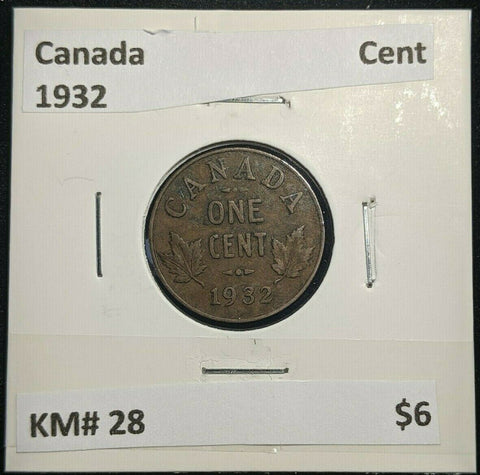 Canada Cent
1932
CANADA
ONE
CENT
1932
KM# 28 $6